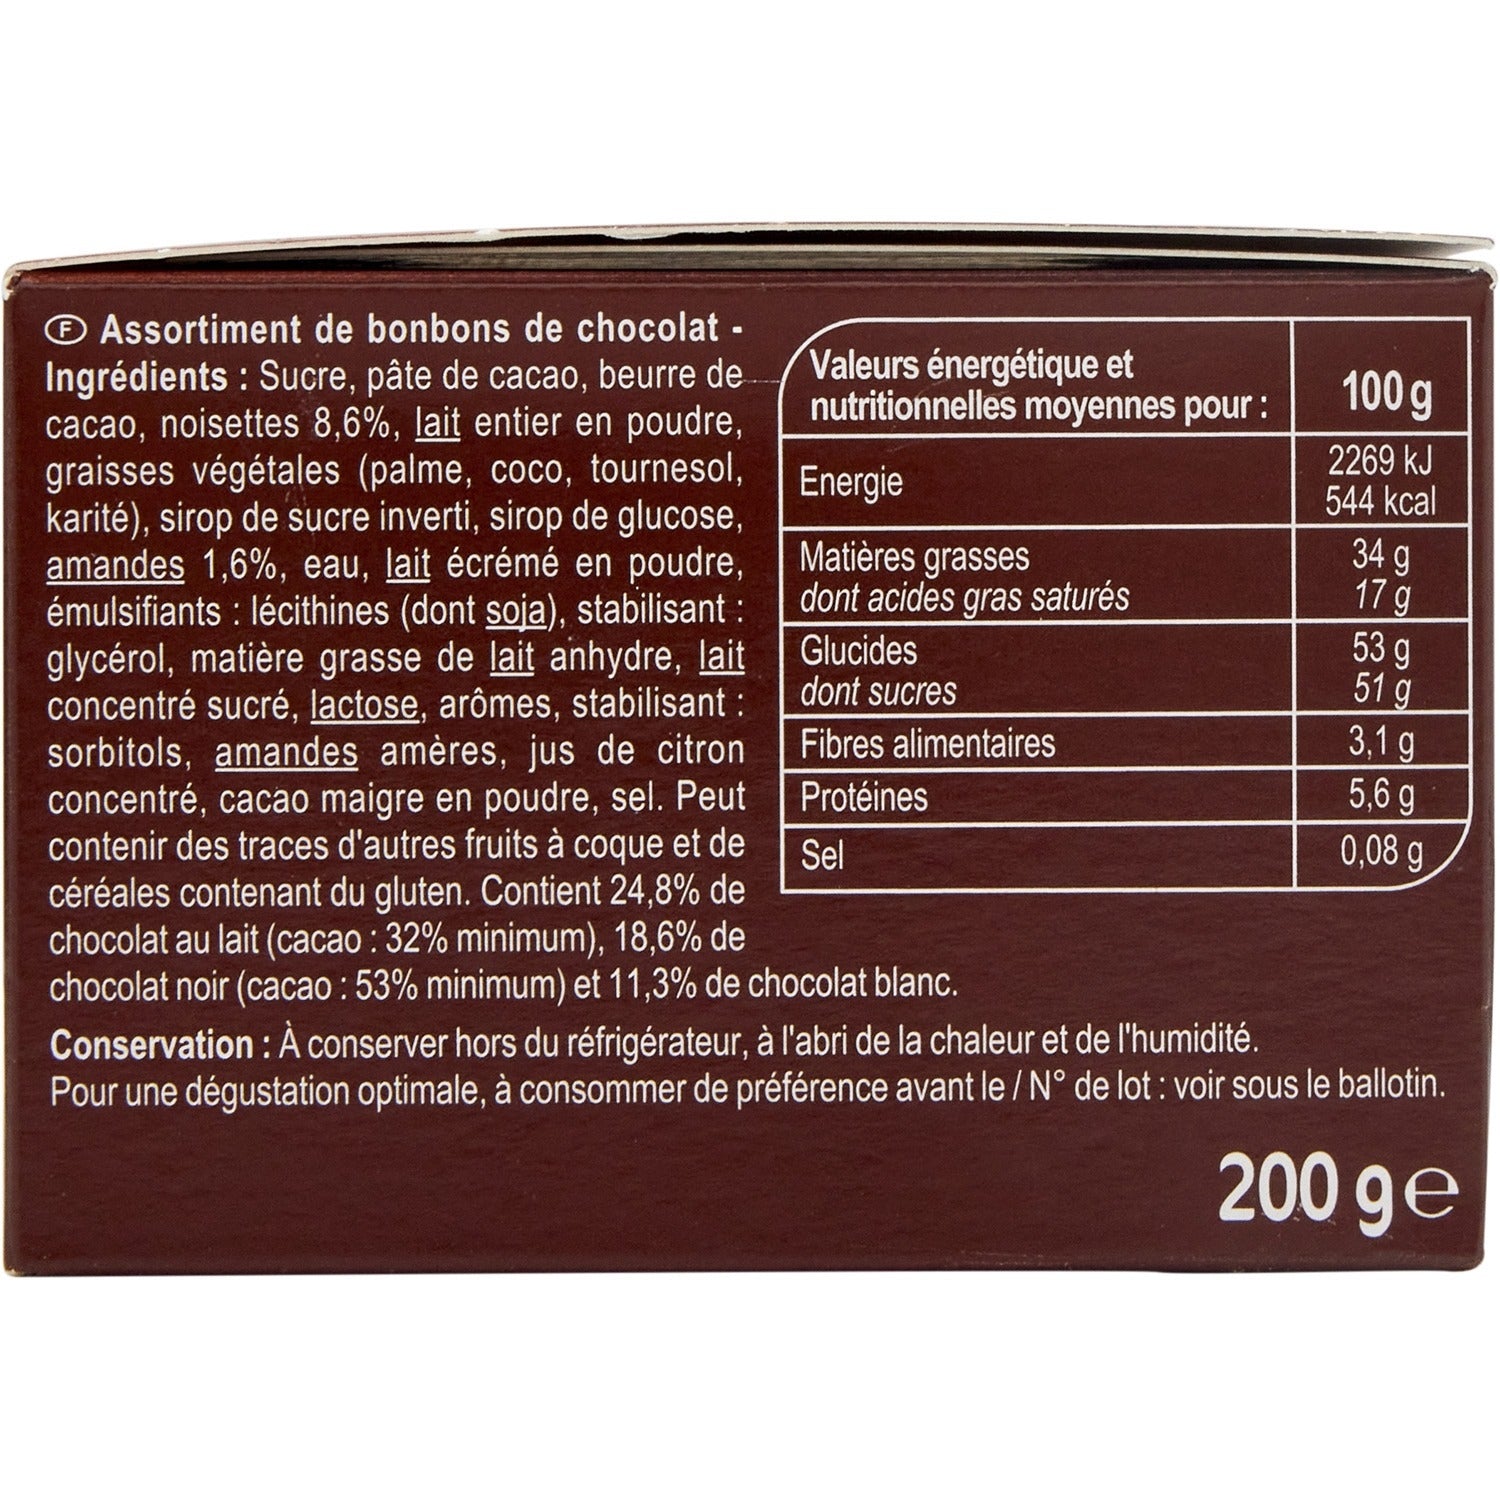 Ⓕ Assortiment de bonbons de chocolat -
Ingrédients : Sucre, pâte de cacao, beurre de
cacao, noisettes 8,6%, lait entier en poudre,
graisses végétales (palme, coco, tournesol,
karité), sirop de sucre inverti, sirop de glucose,
amandes 1,6%, eau, lait écrémé en poudre,
émulsifiants : lécithines (dont soja), stabilisant :
glycérol, matière grasse de lait anhydre, lait
concentré sucré, lactose, arômes, stabilisant :
sorbitols, amandes amères, jus de citron
concentré, cacao maigre en poudre, sel. Peut
contenir des traces d'autres fruits à coque et de
céréales contenant du gluten. Contient 24,8% de
chocolat au lait (cacao : 32% minimum), 18,6% de
chocolat noir (cacao : 53% minimum) et 11,3% de chocolat blanc.
Valeurs énergétique et
nutritionnelles moyennes pour : 100 g
Energie 2269 kJ
544 kcal
Matières grasses 34 g
dont acides gras saturés 17 g
Glucides 53 g
dont sucres 51 g
Fibres alimentaires 3,1 g
Protéines 5,6 g
Sel 0,08 g
Conservation : À conserver hors du réfrigérateur, à l'abri de la chaleur et de l'humidité.
Pour une dégustation optimale, à consommer de préférence avant le / N° de lot : voir sous le ballotin.
200 g ℮